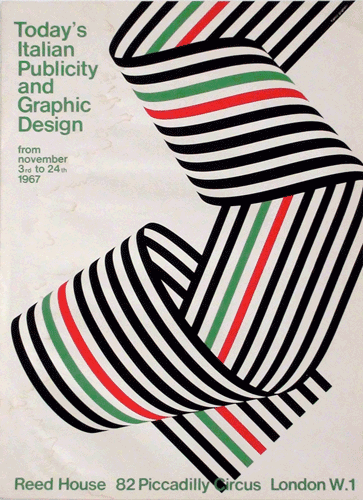 Today's
Italian
Publicity
and
Graphic
Design
from
november
3rd to 24th
1967
Reed House 82 Piccadilly Circus London W.1